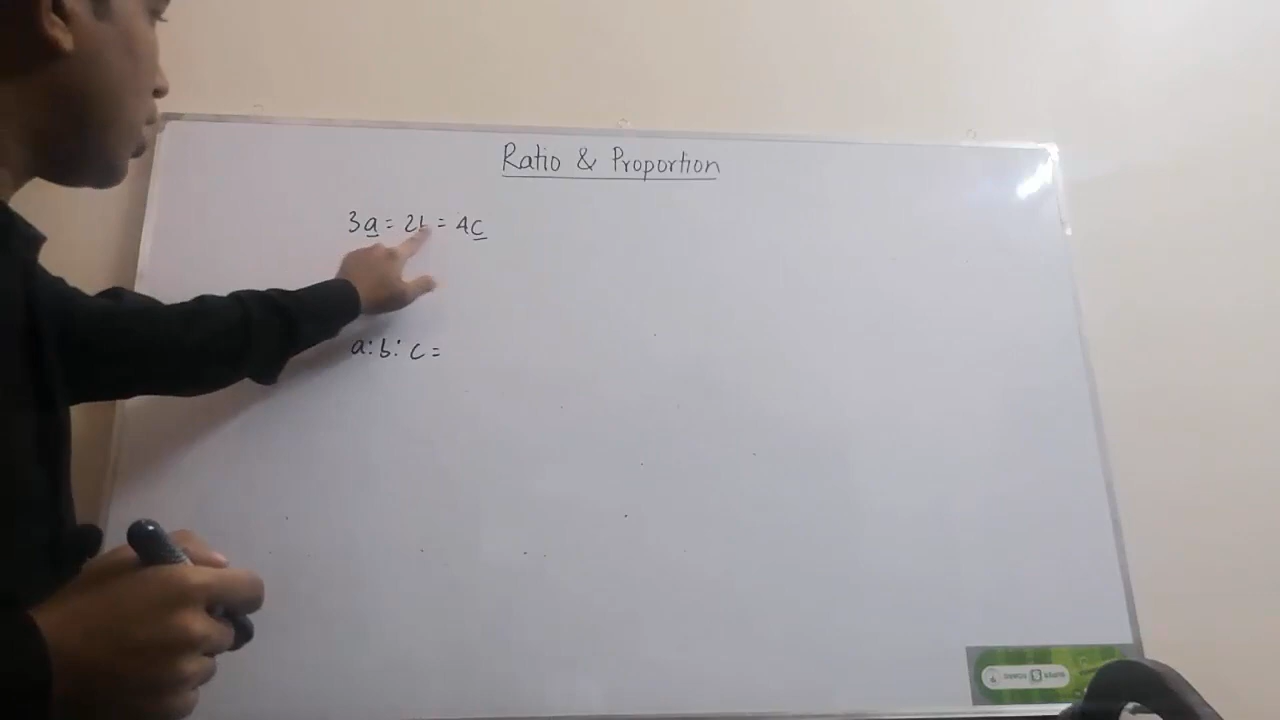 Ratio & Proportion
3a = 2b = 4c
a:b:c =